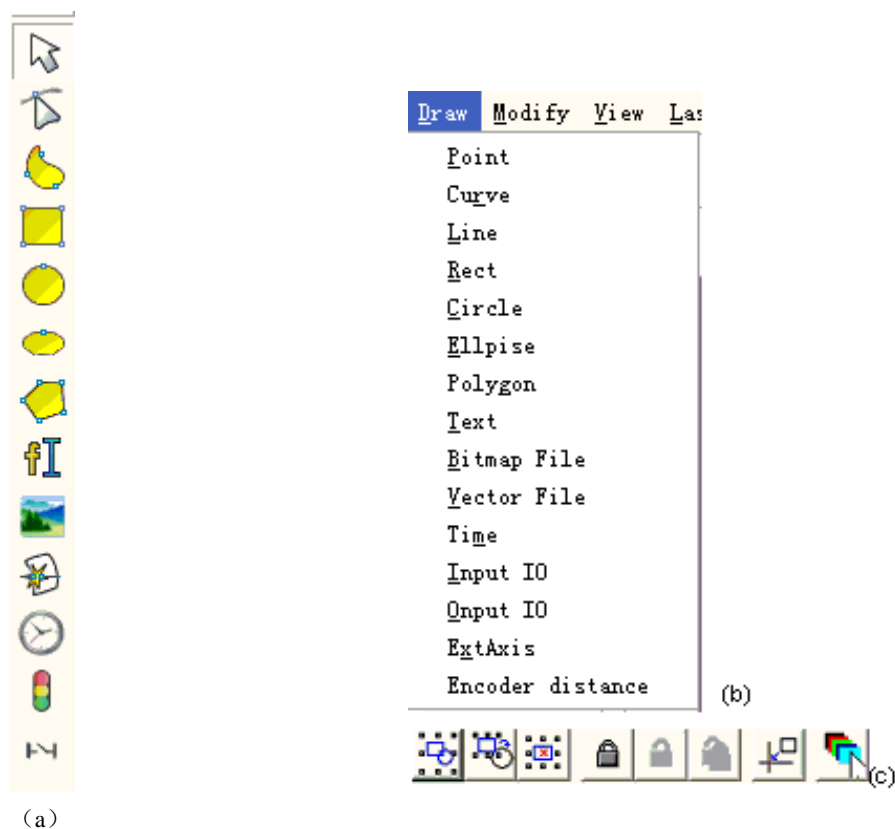 Draw Modify View Las
Point
Curve
Line
Rect
Circle
Ellpise
Polygon
Text
Bitmap File
Vector File
Time
Input IO
Onput IO
ExtAxis
Encoder distance
(b)
(c)
（a）